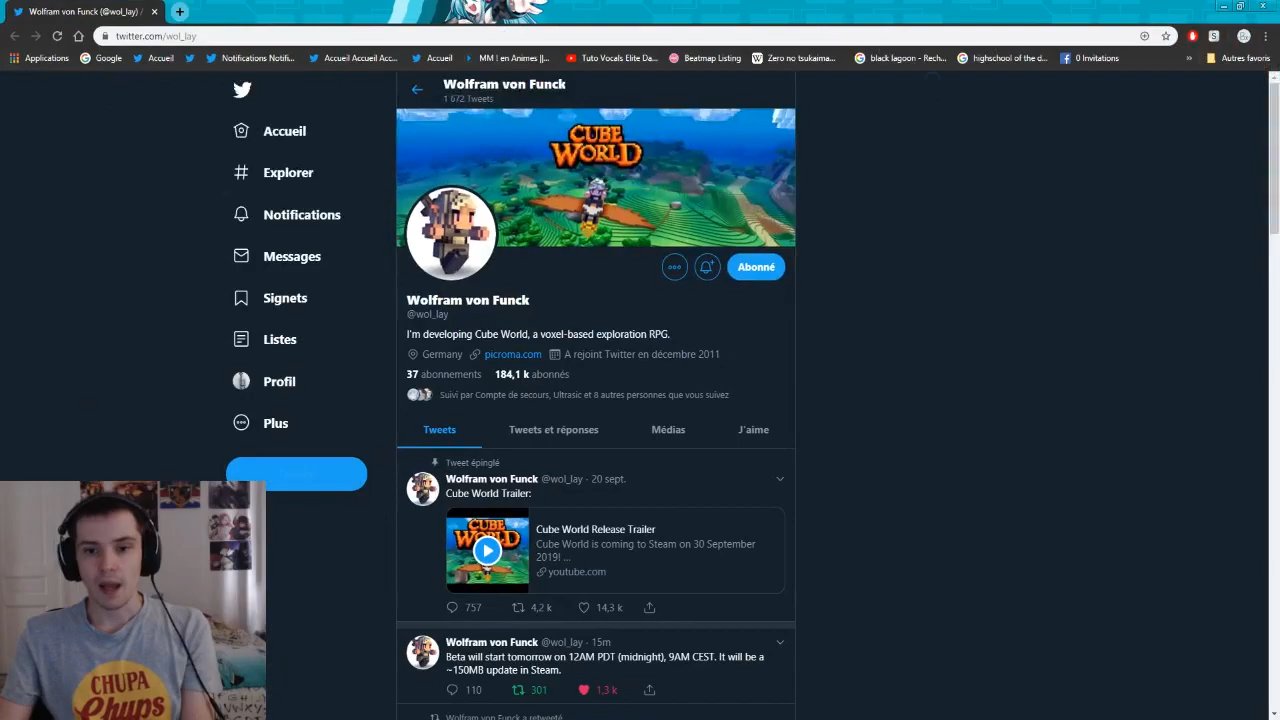 Wolfram von Funck (@wol_lay) /
twitter.com/wol_lay
Applications Google Accueil Notifications Notifi... Accueil Accueil Acc... Accueil MM ! en Animes ||... Tuto Vocals Elite Da... Beatmap Listing Zero no tsukaima... black lagoon - Rech... highschool of the d... 0 Invitations » Autres favoris
Wolfram von Funck
1 672 Tweets
CUBE
WORLD
Accueil
Explorer
Notifications
Messages
Signets
Listes
Profil
Plus
Abonné
Wolfram von Funck
@wol_lay
I'm developing Cube World, a voxel-based exploration RPG.
Germany picroma.com A rejoint Twitter en décembre 2011
37 abonnements 184,1 k abonnés
Suivi par Compte de secours, Ultrasic et 8 autres personnes que vous suivez
Tweets Tweets et réponses Médias J'aime
Tweet épinglé
Wolfram von Funck @wol_lay · 20 sept.
Cube World Trailer:
CUBE
WORLD
Cube World Release Trailer
Cube World is coming to Steam on 30 September
2019! ...
youtube.com
757 4,2 k 14,3 k
Wolfram von Funck @wol_lay · 15m
Beta will start tomorrow on 12AM PDT (midnight), 9AM CEST. It will be a
~150MB update in Steam.
110 301 1,3 k
Wolfram von Funck a retweeté
CHUPA
Chups